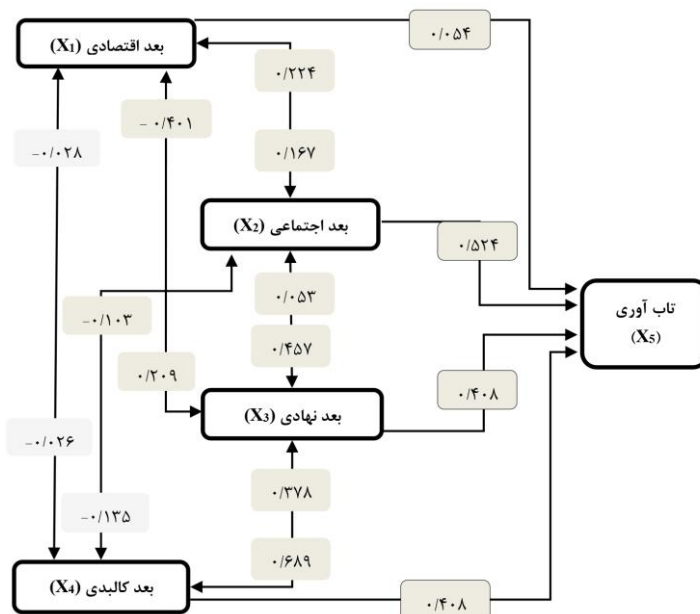 ۰/۰۵۴
بعد اقتصادی (X₁)
۰/۲۲۴
– ۰/۴۰۱
–۰/۰۲۸
۰/۱۶۷
بعد اجتماعی (X₂)
۰/۵۲۴
۰/۰۵۳
تاب آوری
(X₅)
–۰/۱۰۳
۰/۴۵۷
۰/۲۰۹
۰/۴۰۸
بعد نهادی (X₃)
–۰/۰۲۶
۰/۳۷۸
–۰/۱۳۵
۰/۶۸۹
بعد کالبدی (X₄)
۰/۴۰۸